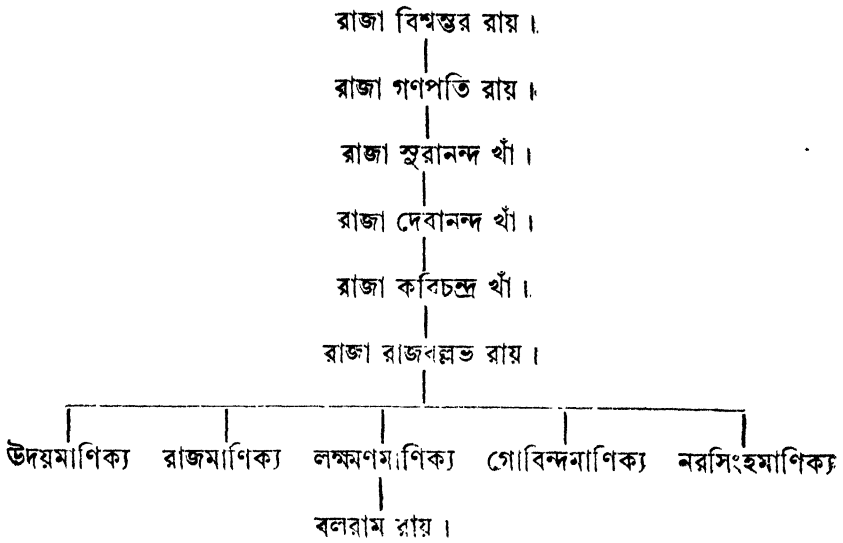 রাজা বিশ্বম্ভর রায়।
রাজা গণপতি রায়।
রাজা সুরানন্দ খাঁ।
রাজা দেবানন্দ খাঁ।
রাজা কবিচন্দ্র খাঁ।
রাজা রাজবল্লভ রায়।
উদয়মাণিক্য রাজমাণিক্য লক্ষ্মণমাণিক্য গোবিন্দমাণিক্য নরসিংহমাণিক্য
বলরাম রায়।